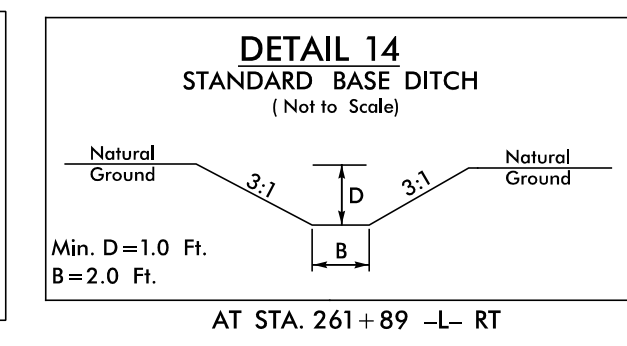 DETAIL 14
STANDARD BASE DITCH
( Not to Scale)
Natural
Ground
3:1
D
3:1
Natural
Ground
Min. D=1.0 Ft.
B=2.0 Ft.
B
AT STA. 261+89 -L- RT